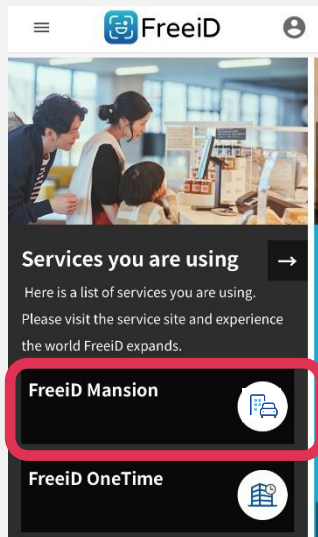 FreeiD
Services you are using
Here is a list of services you are using.
Please visit the service site and experience
the world FreeiD expands.
FreeiD Mansion
FreeiD OneTime